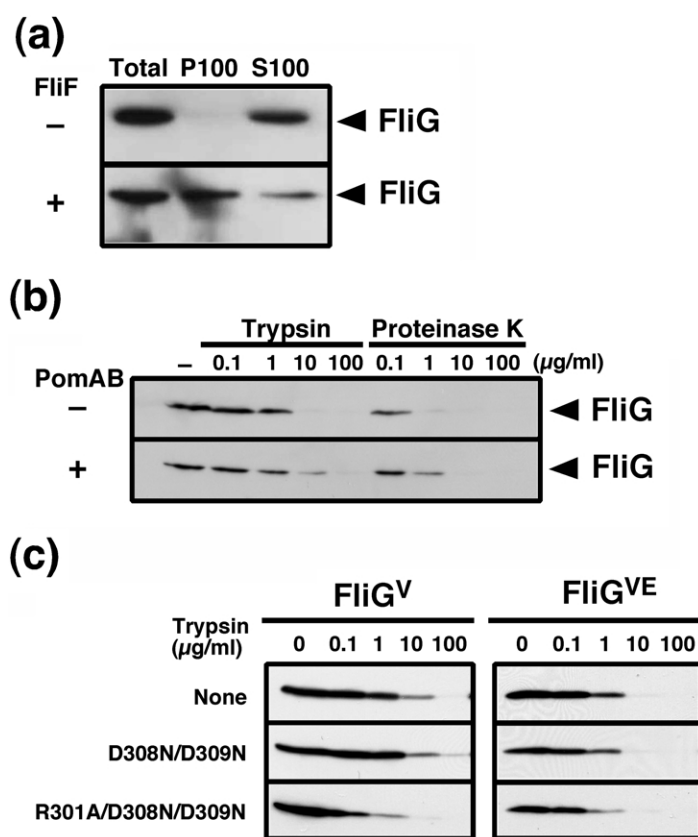 (a)
FliF Total P100 S100
– ◄ FliG
+ ◄ FliG
(b)
Trypsin Proteinase K
PomAB – 0.1 1 10 100 0.1 1 10 100 (µg/ml)
– ◄ FliG
+ ◄ FliG
(c)
FliGV FliGVE
Trypsin
(µg/ml) 0 0.1 1 10 100 0 0.1 1 10 100
None
D308N/D309N
R301A/D308N/D309N